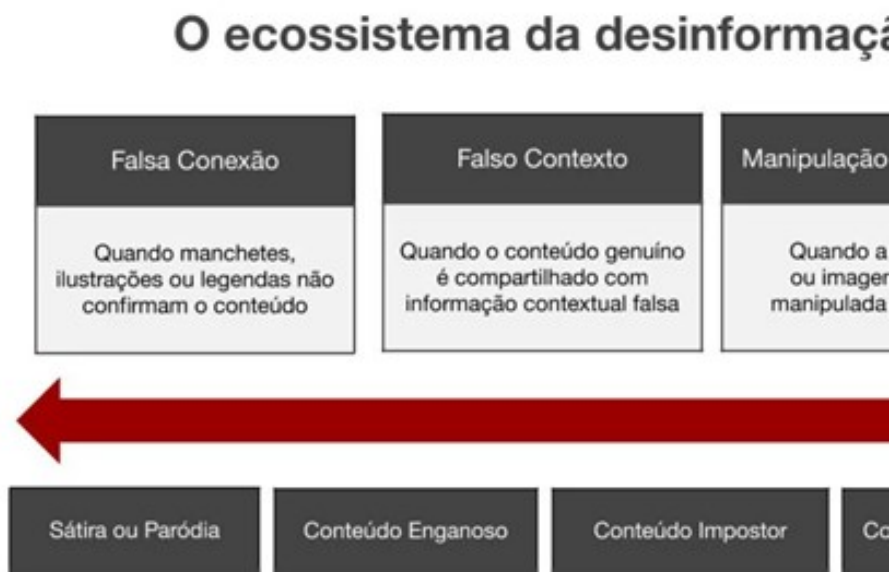 O ecossistema da desinformaçã
Falsa Conexão
Quando manchetes,
ilustrações ou legendas não
confirmam o conteúdo
Falso Contexto
Quando o conteúdo genuíno
é compartilhado com
informação contextual falsa
Manipulação
Quando a
ou imagem
manipulada
Sátira ou Paródia
Conteúdo Enganoso
Conteúdo Impostor
Co